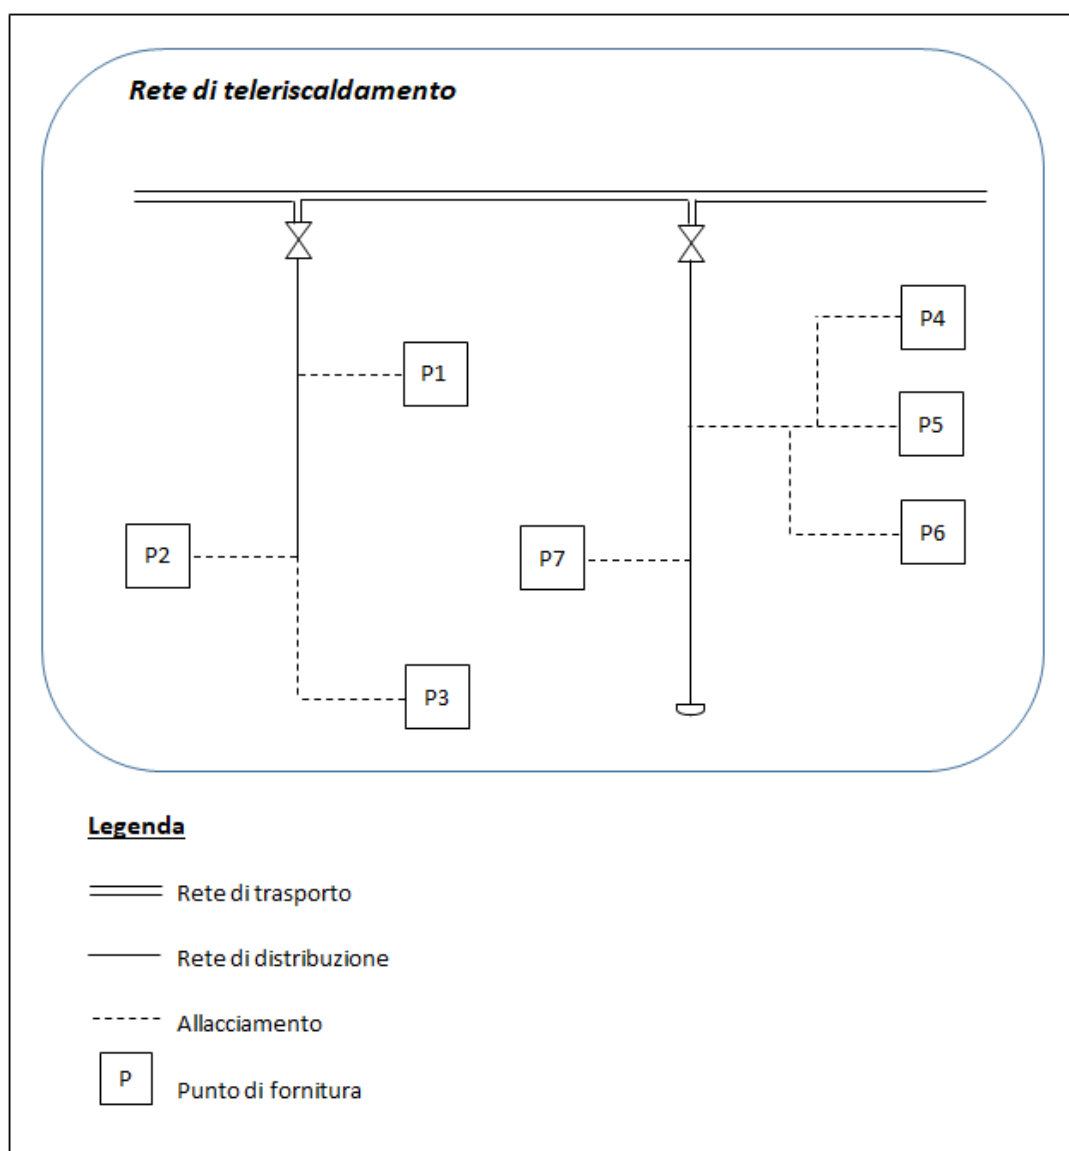 Rete di teleriscaldamento
P1
P2
P3
P4
P5
P6
P7
Legenda
Rete di trasporto
Rete di distribuzione
Allacciamento
P
Punto di fornitura